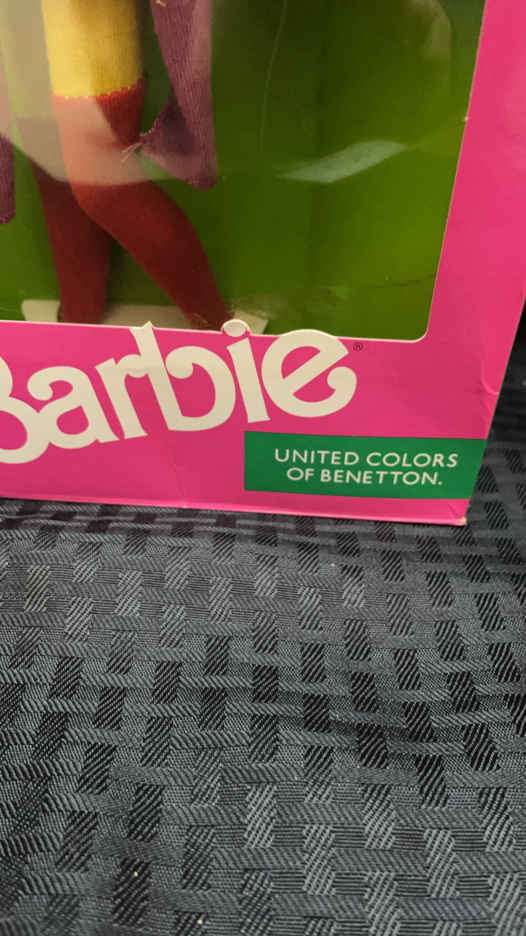 Barbie®
UNITED COLORS
OF BENETTON.